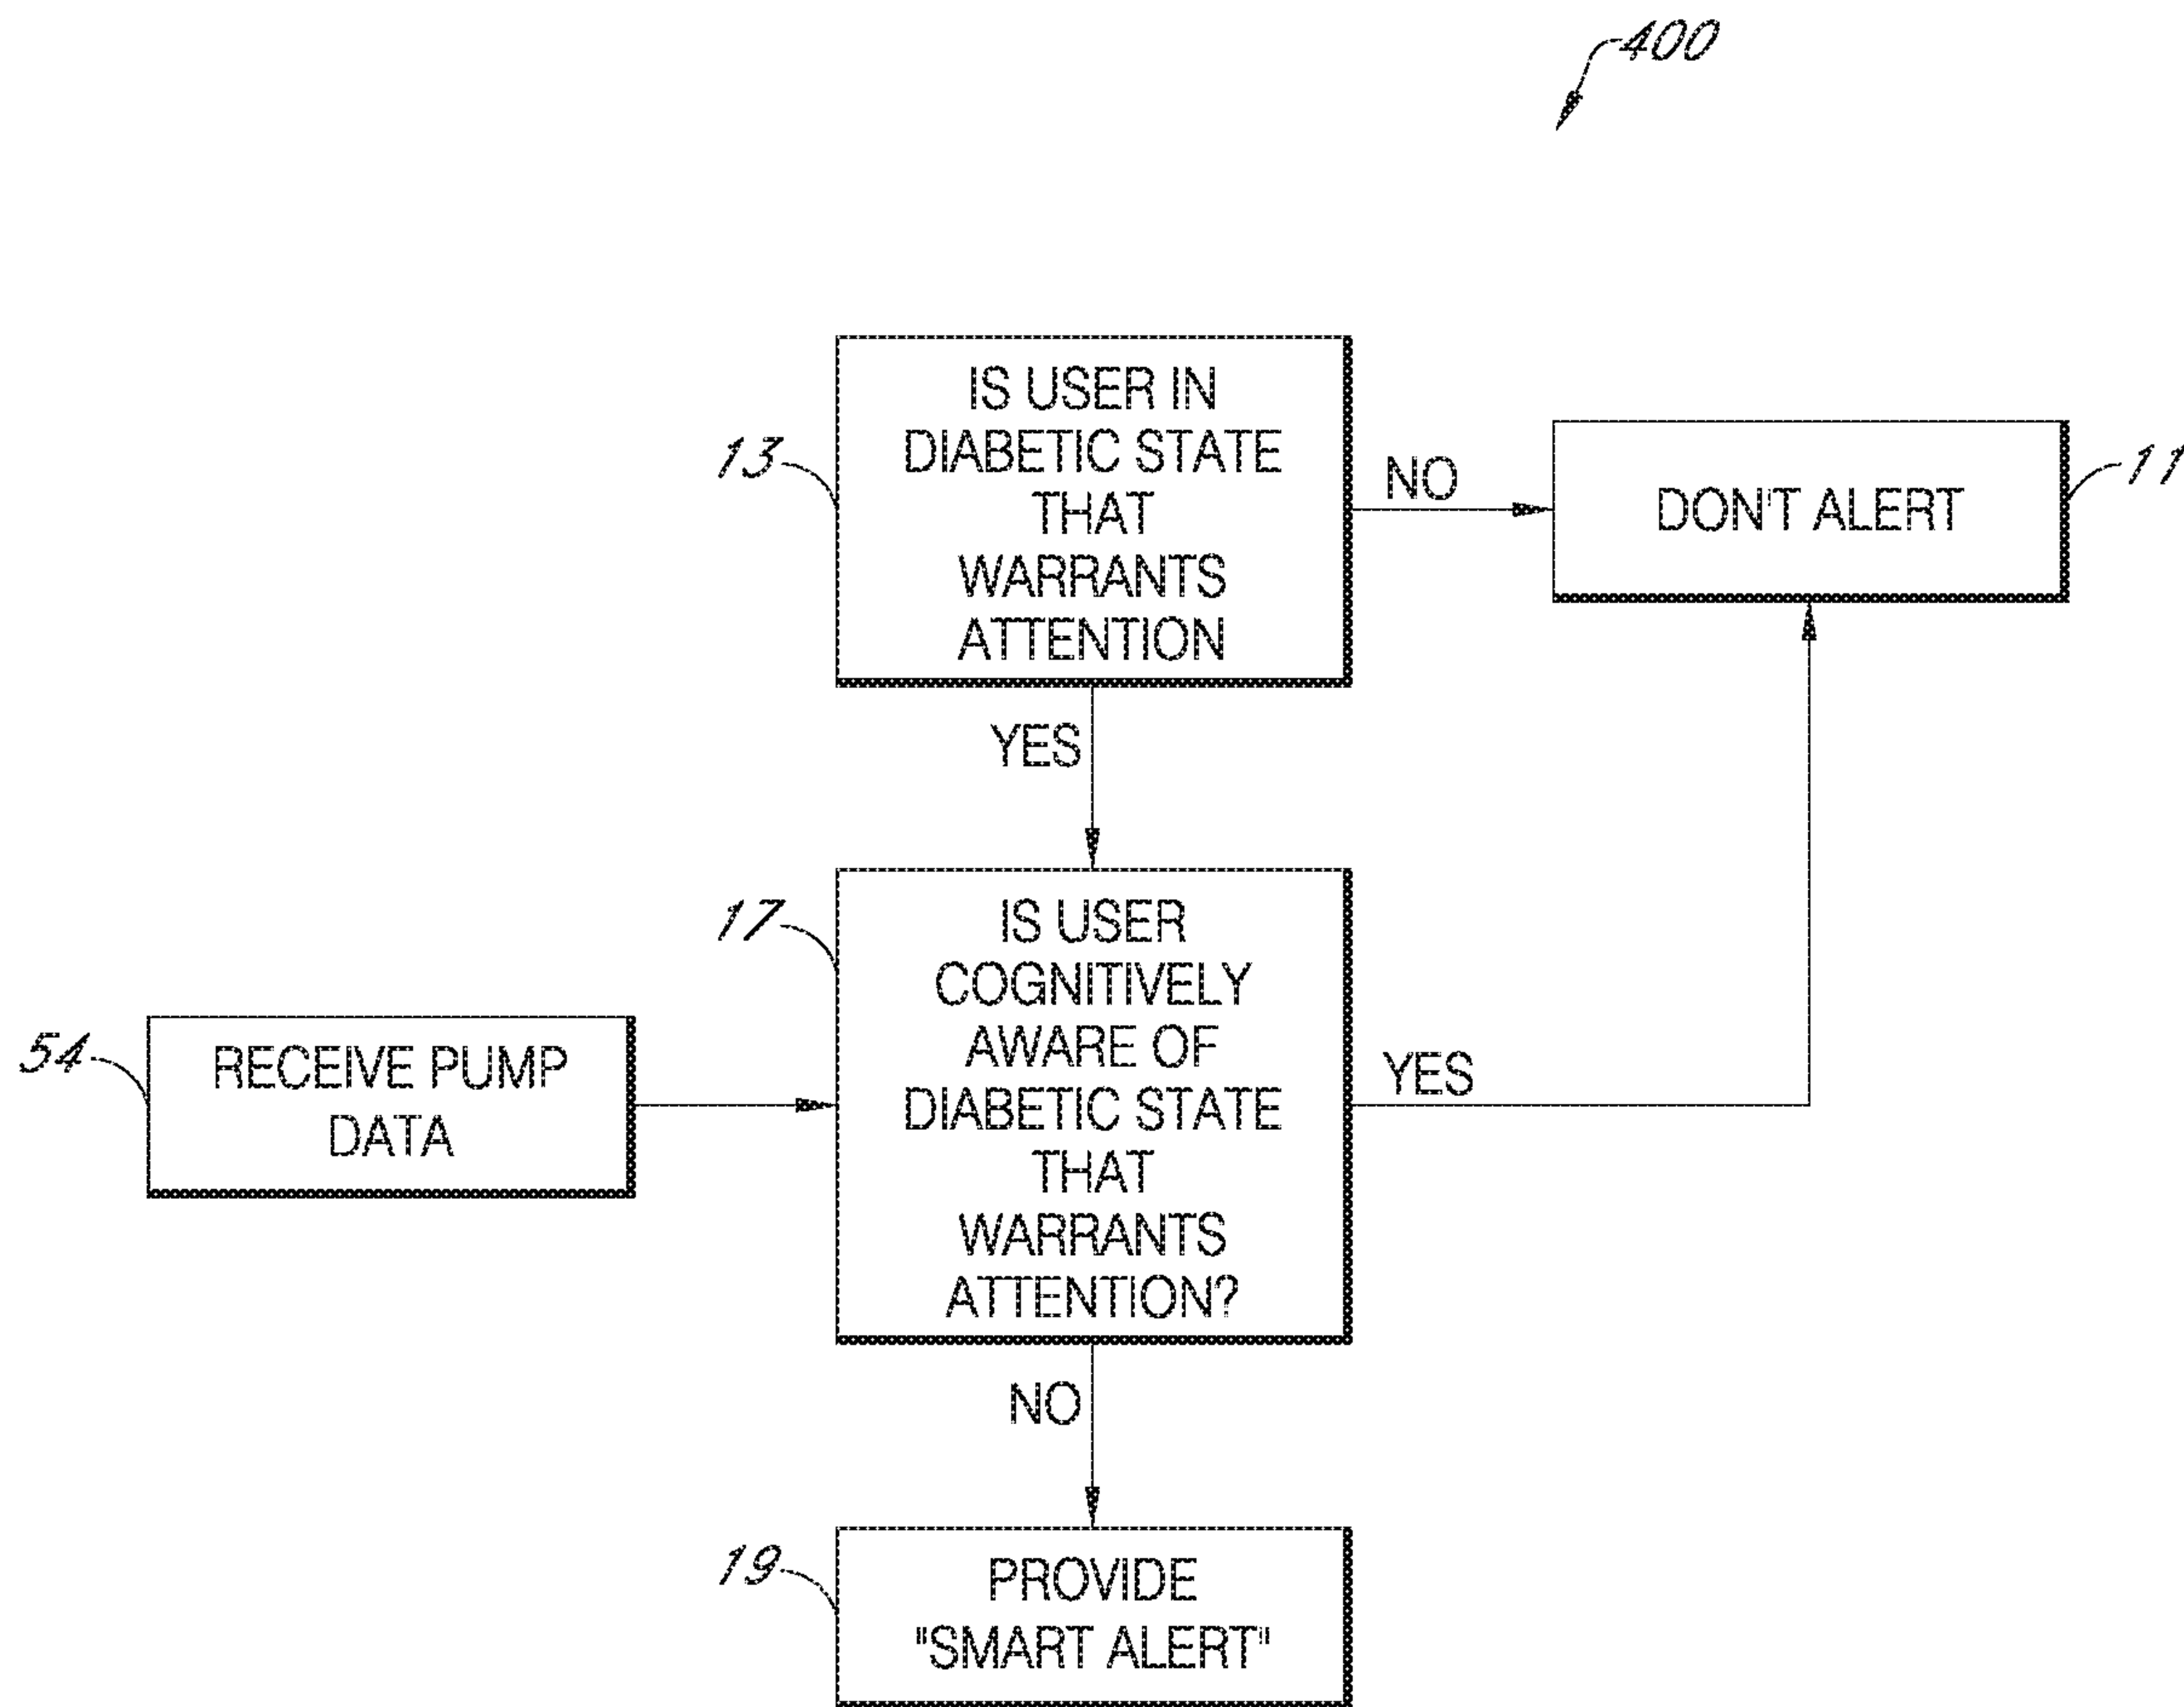 400
IS USER IN
DIABETIC STATE
THAT
WARRANTS
ATTENTION
13
NO
DON'T ALERT
11
YES
17
IS USER
COGNITIVELY
AWARE OF
DIABETIC STATE
THAT
WARRANTS
ATTENTION?
54
RECEIVE PUMP
DATA
YES
NO
19
PROVIDE
"SMART ALERT"